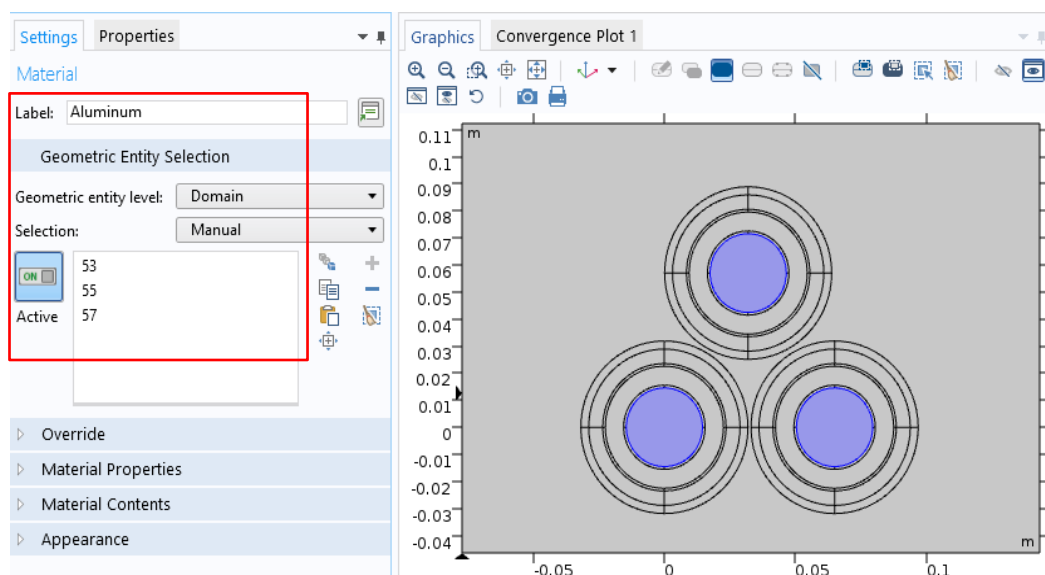 Settings Properties
Material
Label: Aluminum
Geometric Entity Selection
Geometric entity level: Domain
Selection: Manual
ON
Active
53
55
57
Override
Material Properties
Material Contents
Appearance
Graphics Convergence Plot 1
m
0.11
0.1
0.09
0.08
0.07
0.06
0.05
0.04
0.03
0.02
0.01
0
-0.01
-0.02
-0.03
-0.04
m
-0.05 0 0.05 0.1